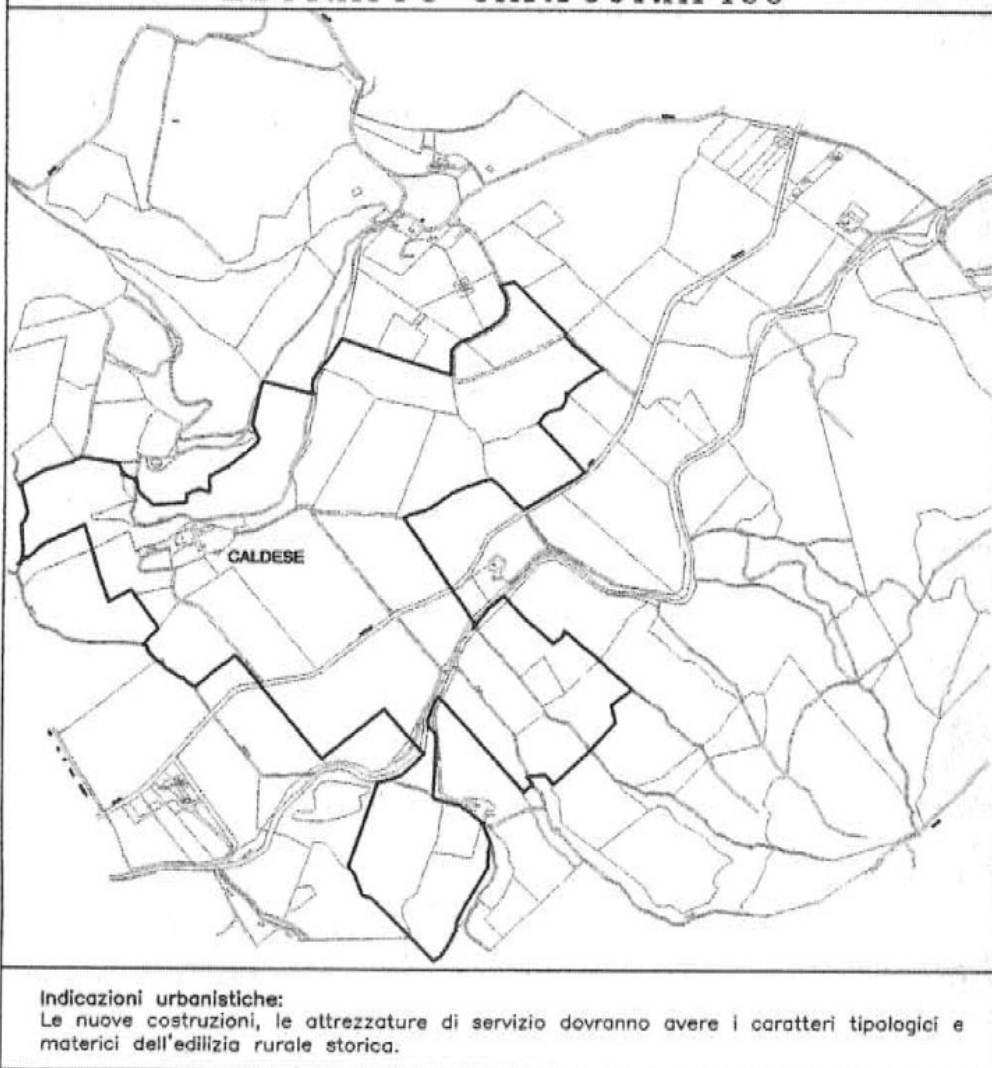 CALDESE
Indicazioni urbanistiche:
Le nuove costruzioni, le attrezzature di servizio dovranno avere i caratteri tipologici e
materici dell'edilizia rurale storica.